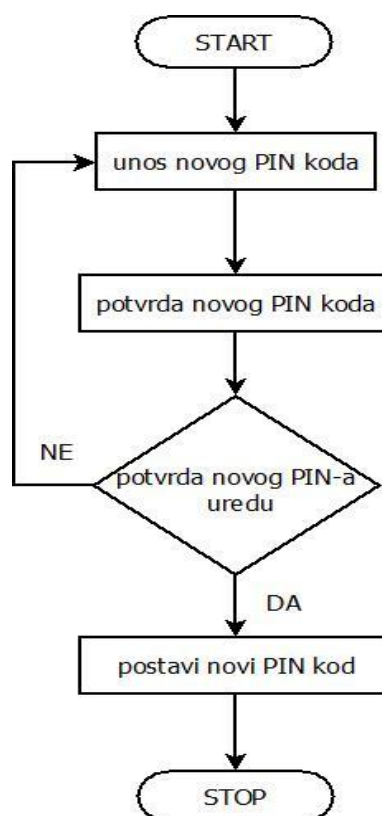 START
unos novog PIN koda
potvrda novog PIN koda
NE
potvrda novog PIN-a
uredu
DA
postavi novi PIN kod
STOP